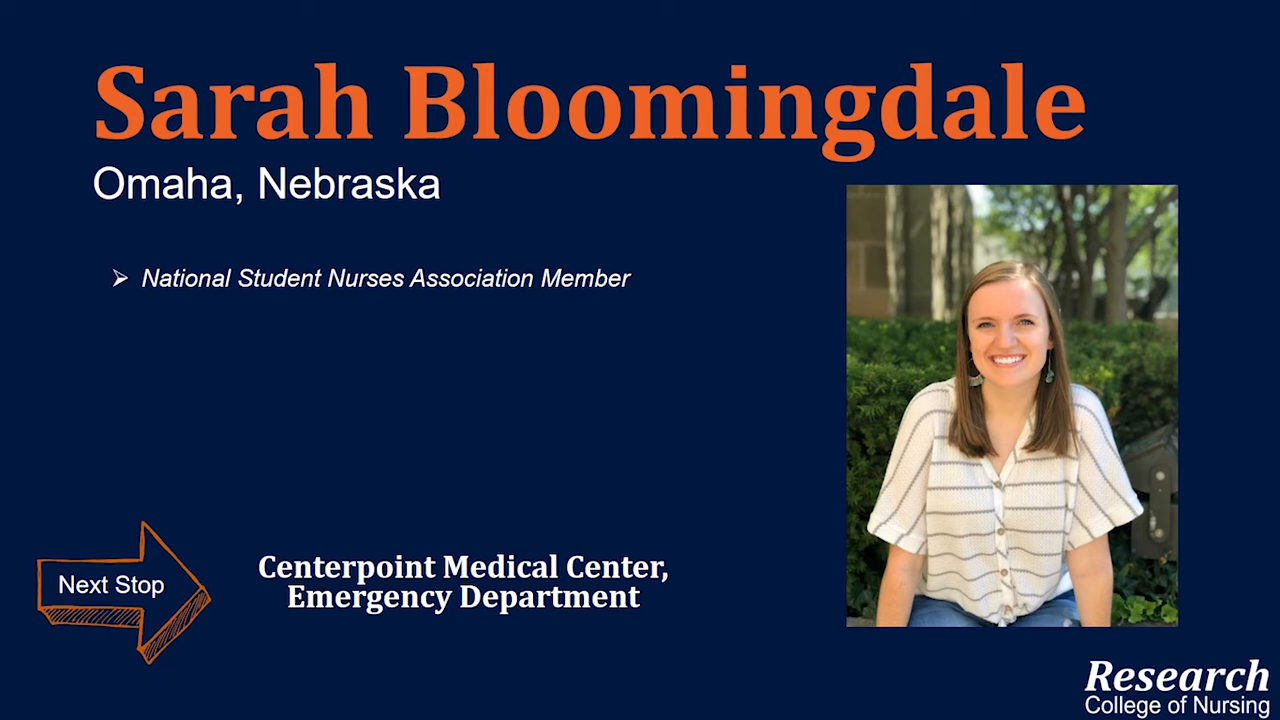 Sarah Bloomingdale
Omaha, Nebraska
National Student Nurses Association Member
Next Stop
Centerpoint Medical Center,
Emergency Department
Research
College of Nursing